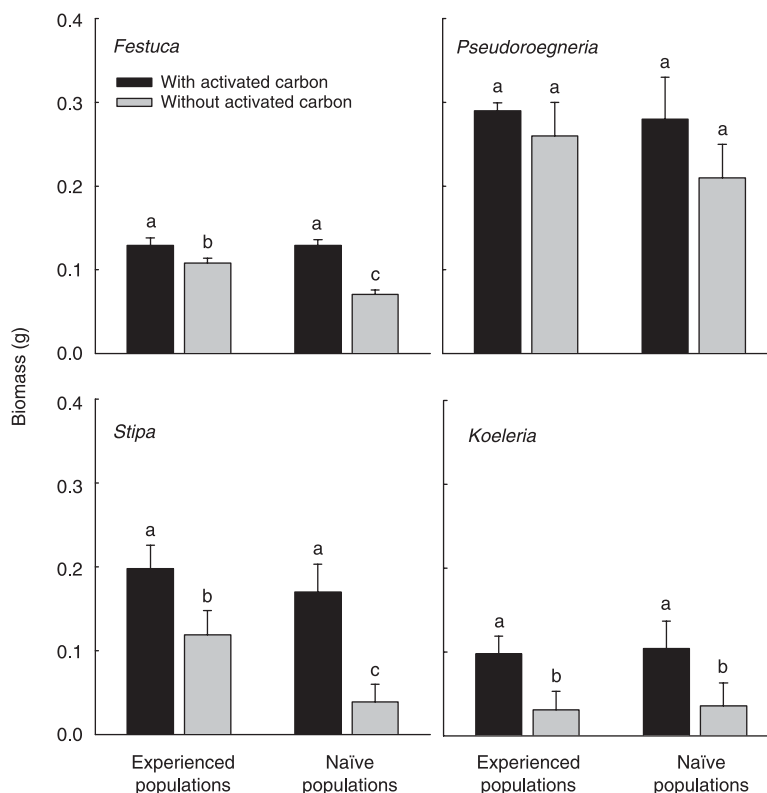 0.4
Festuca
With activated carbon
Without activated carbon
0.3
0.2
a
b
a
c
0.1
0.0
Pseudoroegneria
a
a
a
a
Biomass (g)
0.4
Stipa
0.3
a
b
a
c
0.2
0.1
0.0
Koeleria
a
b
a
b
Experienced
populations
Naïve
populations
Experienced
populations
Naïve
populations